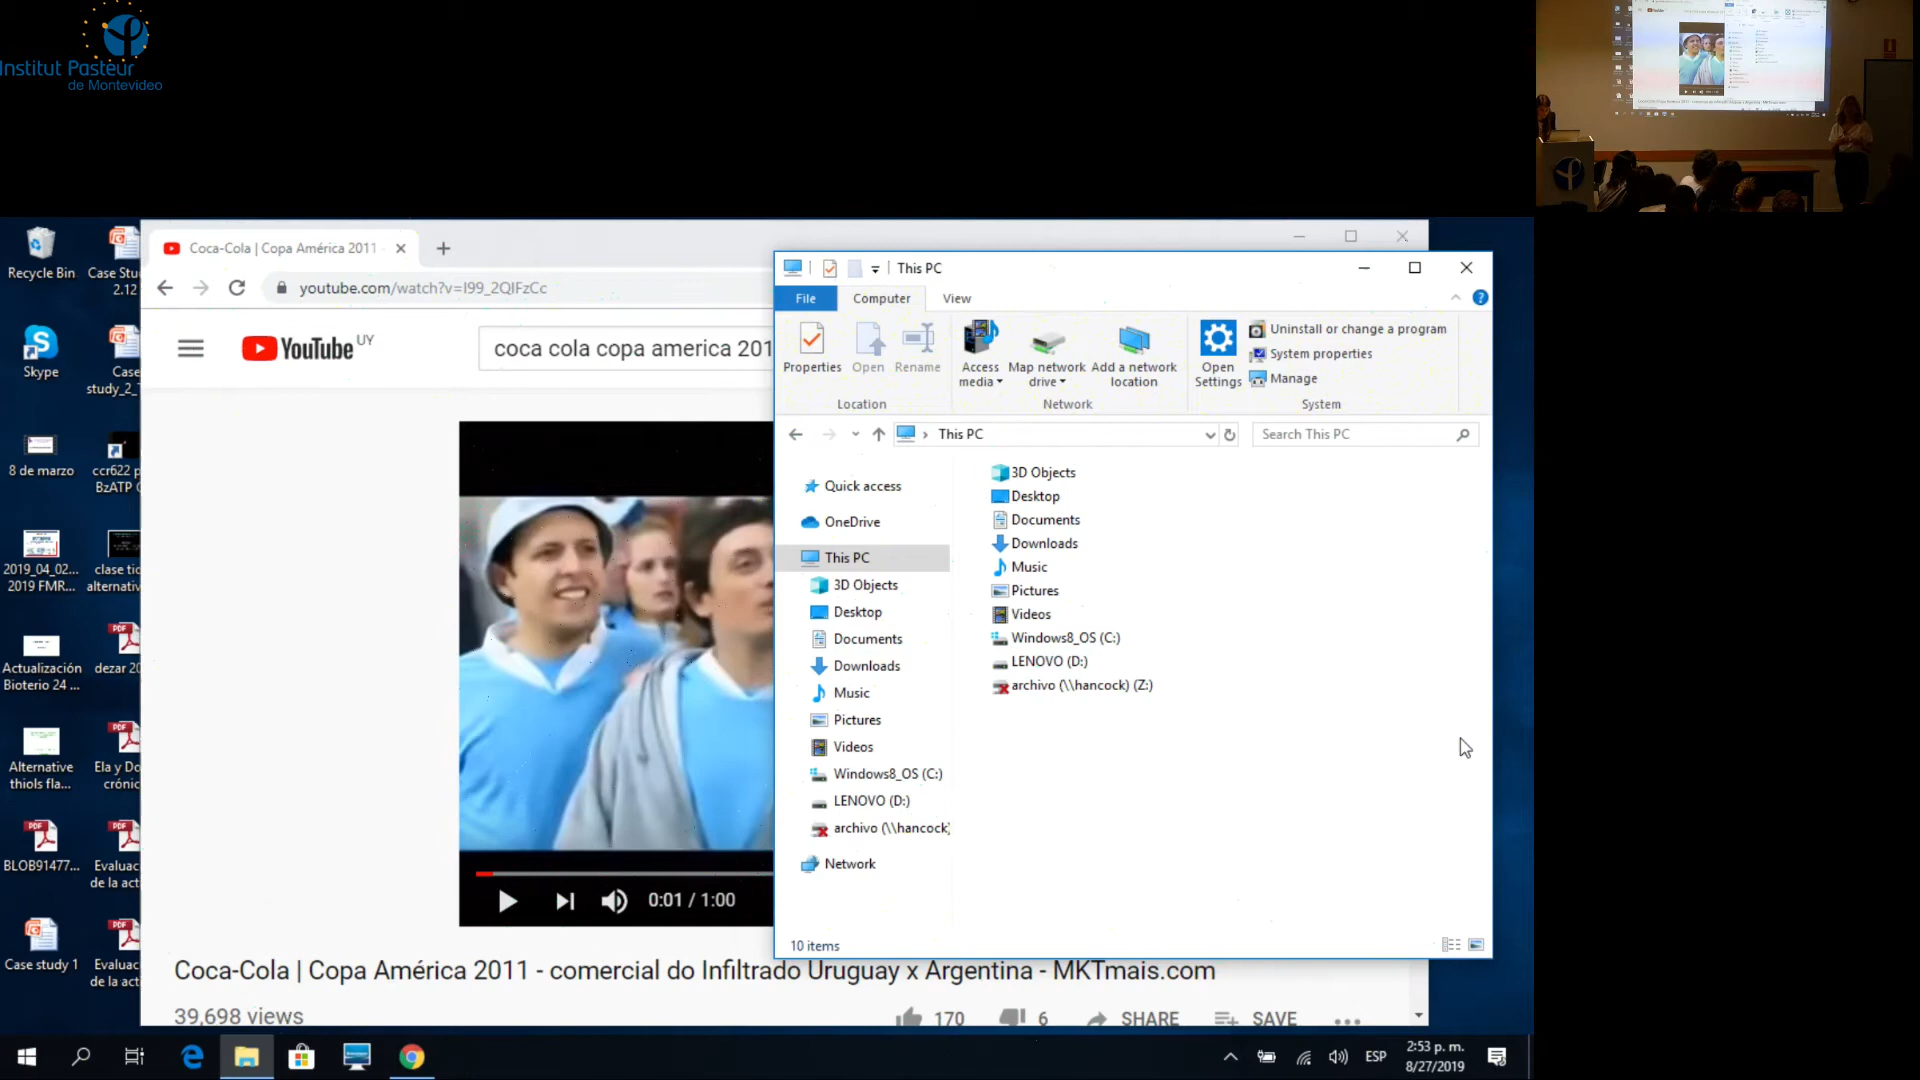 Institut Pasteur
de Montevideo
Recycle Bin
Case Stu
2.12
Skype
Case
study_2_T
8 de marzo
ccr622 p
BzATP C
2019_04_02...
2019 FMR...
clase tic
alternativ
Actualización
Bioterio 24 ...
PDF
dezar 20
Alternative
thiols fla...
PDF
Ela y Do
crónic
PDF
BLOB91477...
PDF
Evaluac
de la act
Case study 1
PDF
Evaluac
de la act
Coca-Cola | Copa América 2011 -
youtube.com/watch?v=I99_2QIFzCc
YouTube UY
coca cola copa america 201
0:01 / 1:00
Coca-Cola | Copa América 2011 - comercial do Infiltrado Uruguay x Argentina - MKTmais.com
39,698 views
170
6
SHARE
SAVE
This PC
File
Computer
View
Properties
Open
Rename
Location
Access
media
Map network
drive
Add a network
location
Network
Open
Settings
Uninstall or change a program
System properties
Manage
System
This PC
Search This PC
Quick access
OneDrive
This PC
3D Objects
Desktop
Documents
Downloads
Music
Pictures
Videos
Windows8_OS (C:)
LENOVO (D:)
archivo (\\hancock)
Network
3D Objects
Desktop
Documents
Downloads
Music
Pictures
Videos
Windows8_OS (C:)
LENOVO (D:)
archivo (\\hancock) (Z:)
10 items
ESP
2:53 p. m.
8/27/2019